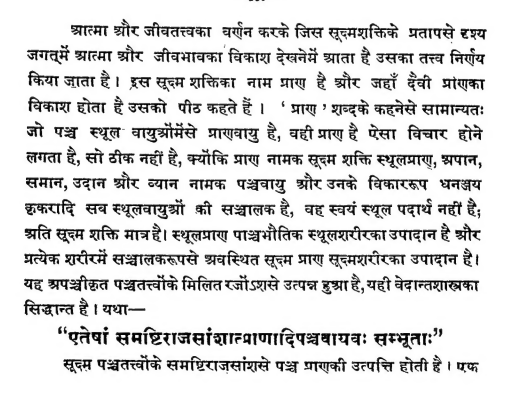 आत्मा और जीवतत्त्वका वर्णन करके जिस सूक्ष्मशक्तिके प्रतापसे दृश्य
जगत्‌में आत्मा और जीवभावका विकाश देखनेमें आता है उसका तत्त्व निर्णय
किया जाता है। इस सूक्ष्म शक्तिका नाम प्राण है और जहाँ दैवी प्राणका
विकाश होता है उसको पीठ कहते हैं। 'प्राण' शब्दके कहनेसे सामान्यतः
जो पञ्च स्थूल वायुओंमेंसे प्राणवायु है, वही प्राण है ऐसा विचार होने
लगता है, सो ठीक नहीं है, क्योंकि प्राण नामक सूक्ष्म शक्ति स्थूलप्राण, अपान,
समान, उदान और व्यान नामक पञ्चवायु और उनके विकाररूप धनञ्जय
कृकरादि सब स्थूलवायुओं की सञ्चालक है, वह स्वयं स्थूल पदार्थ नहीं है;
अति सूक्ष्म शक्ति मात्र है। स्थूलप्राण पाञ्चभौतिक स्थूलशरीरका उपादान है और
प्रत्येक शरीरमें सञ्चालकरूपसे अवस्थित सूक्ष्म प्राण सूक्ष्मशरीरका उपादान है।
यह अपञ्चीकृत पञ्चतत्त्वोंके मिलित रजोंऽशसे उत्पन्न हुआ है, यही वेदान्तशास्त्रका
सिद्धान्त है। यथा—
"एतेषां समष्टिराजसांशात्प्राणादिपञ्चवायवः सम्भूताः"
सूक्ष्म पञ्चतत्त्वोंके समष्टिराजसांशसे पञ्च प्राणकी उत्पत्ति होती है। एक